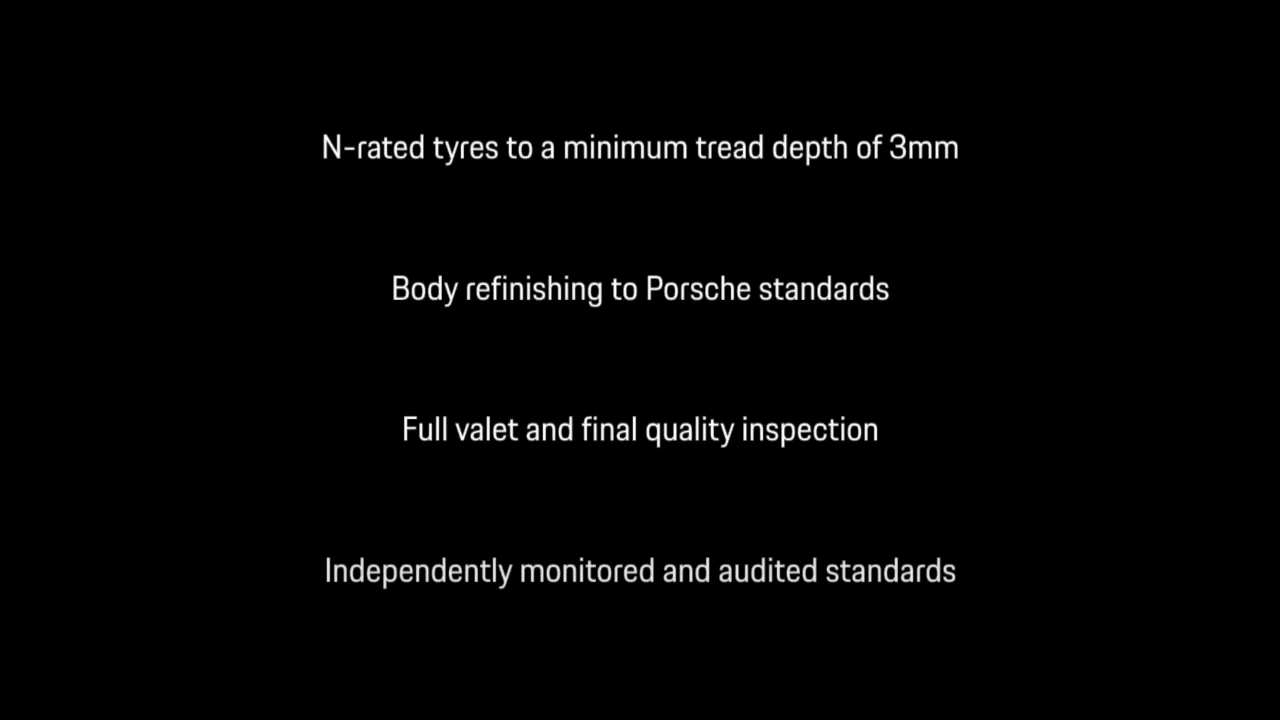 N-rated tyres to a minimum tread depth of 3mm
Body refinishing to Porsche standards
Full valet and final quality inspection
Independently monitored and audited standards